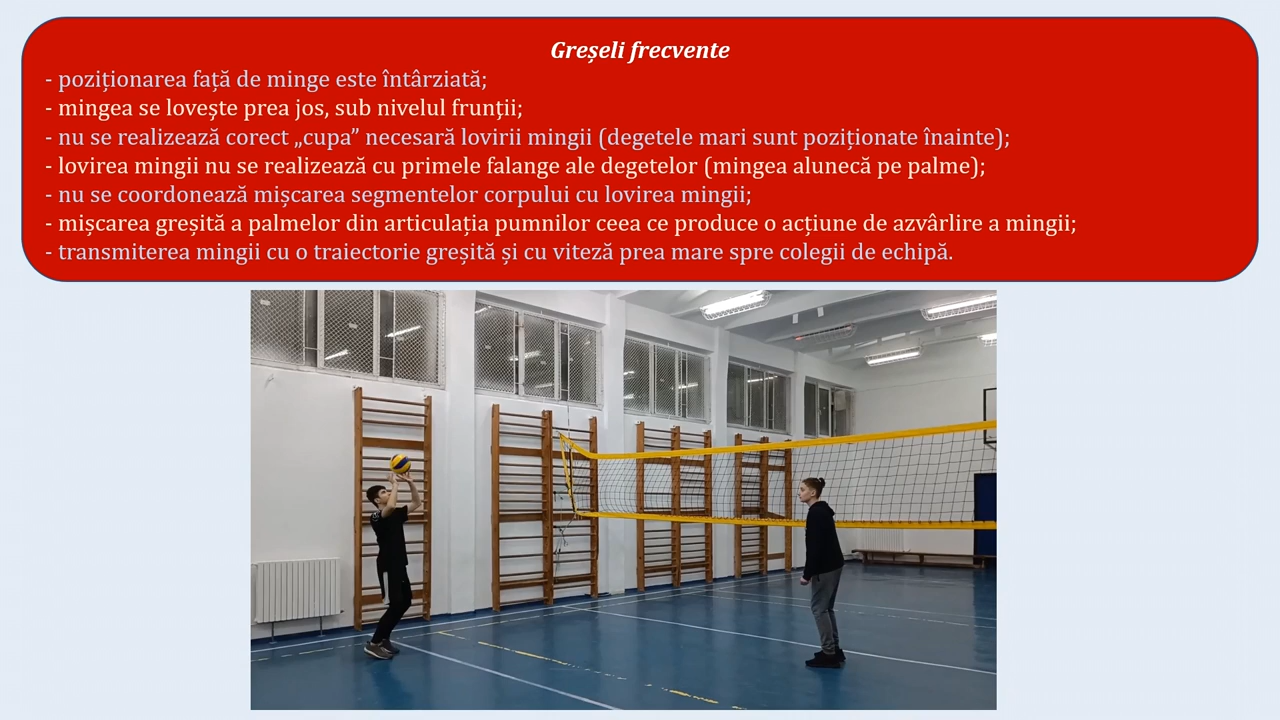 Greșeli frecvente
- poziționarea față de minge este întârziată;
- mingea se lovește prea jos, sub nivelul frunții;
- nu se realizează corect „cupa” necesară lovirii mingii (degetele mari sunt poziționate înainte);
- lovirea mingii nu se realizează cu primele falange ale degetelor (mingea alunecă pe palme);
- nu se coordonează mișcarea segmentelor corpului cu lovirea mingii;
- mișcarea greșită a palmelor din articulația pumnilor ceea ce produce o acțiune de azvârlire a mingii;
- transmiterea mingii cu o traiectorie greșită și cu viteză prea mare spre colegii de echipă.